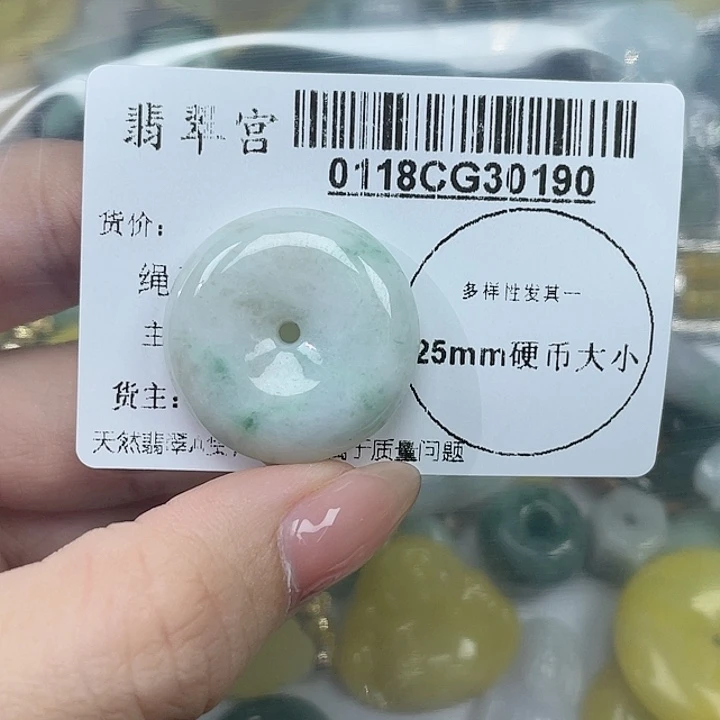 翡翠宫
0118CG30190
货价：
绳
多样性发其一
主
25mm硬币大小
货主：
天然翡翠 于质量问题